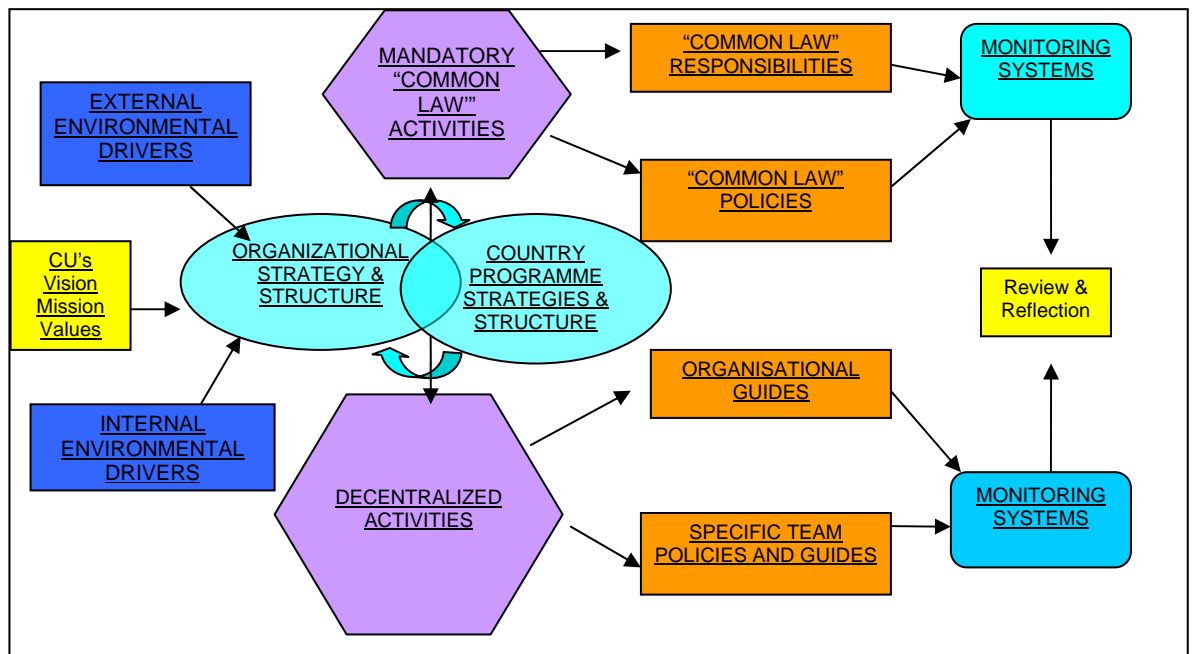 MANDATORY
“COMMON
LAW’”
ACTIVITIES
“COMMON LAW”
RESPONSIBILITIES
MONITORING
SYSTEMS
EXTERNAL
ENVIRONMENTAL
DRIVERS
“COMMON LAW”
POLICIES
CU’s
Vision
Mission
Values
ORGANIZATIONAL
STRATEGY &
STRUCTURE
COUNTRY
PROGRAMME
STRATEGIES &
STRUCTURE
Review &
Reflection
INTERNAL
ENVIRONMENTAL
DRIVERS
ORGANISATIONAL
GUIDES
DECENTRALIZED
ACTIVITIES
SPECIFIC TEAM
POLICIES AND GUIDES
MONITORING
SYSTEMS